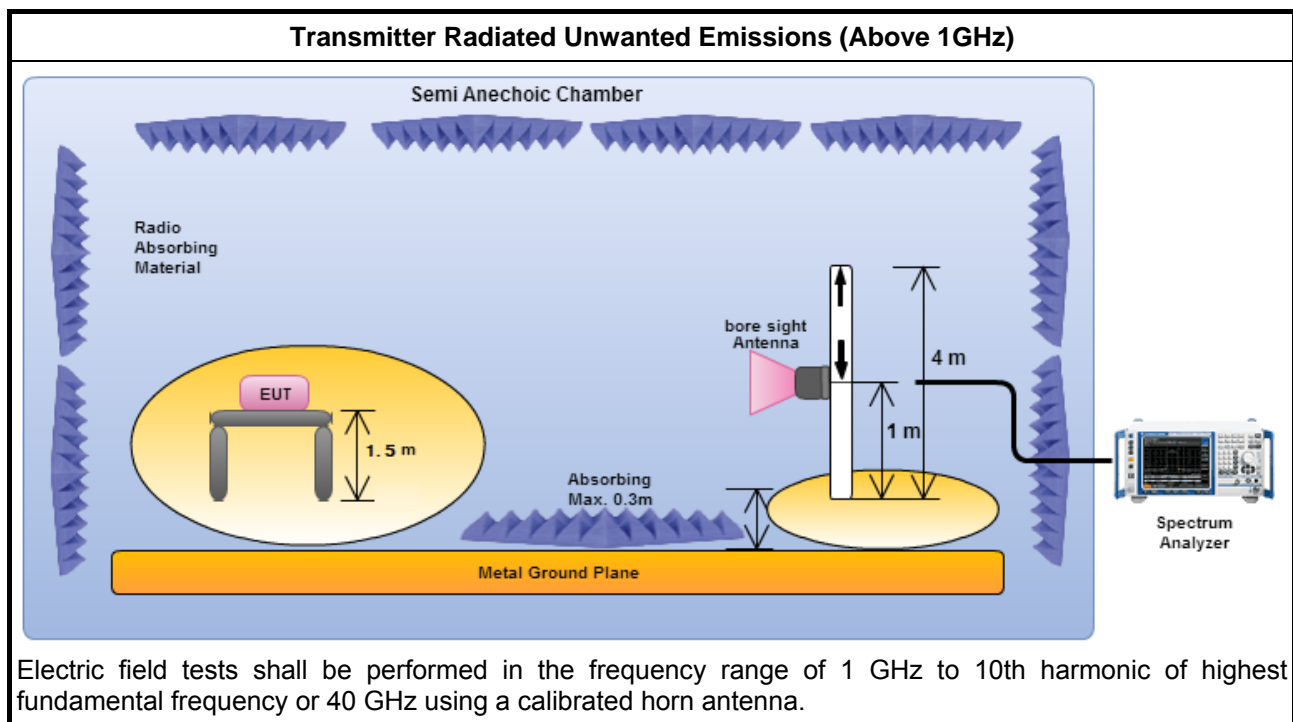 Transmitter Radiated Unwanted Emissions (Above 1GHz)
Semi Anechoic Chamber
Radio
Absorbing
Material
bore sight
Antenna
4 m
EUT
1.5 m
1 m
Absorbing
Max. 0.3m
Spectrum
Analyzer
Metal Ground Plane
Electric field tests shall be performed in the frequency range of 1 GHz to 10th harmonic of highest
fundamental frequency or 40 GHz using a calibrated horn antenna.